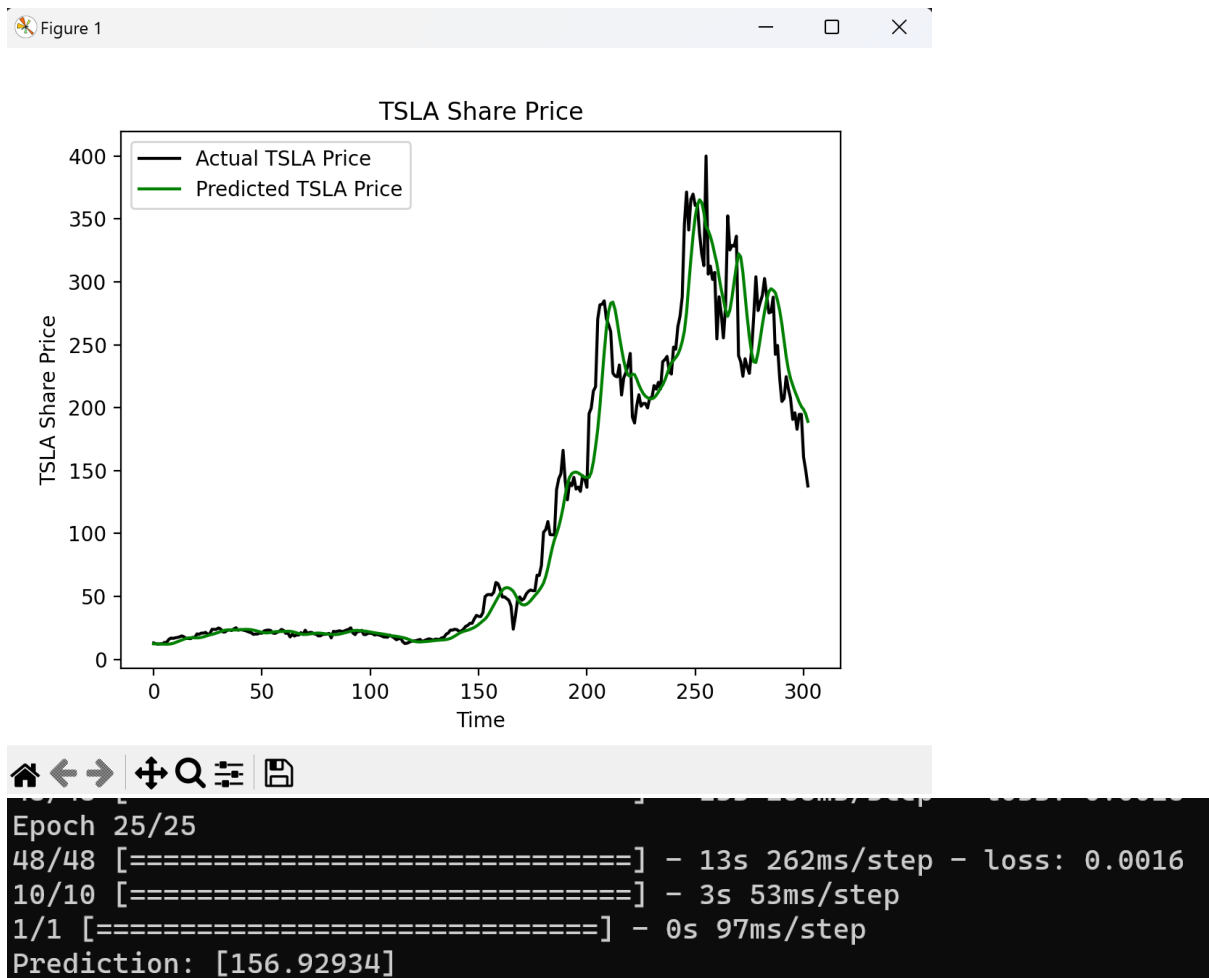 Figure 1
TSLA Share Price
Actual TSLA Price
Predicted TSLA Price
400
350
300
250
200
150
100
50
0
TSLA Share Price
0 50 100 150 200 250 300
Time
Epoch 25/25
48/48 [==============================] - 13s 262ms/step - loss: 0.0016
10/10 [==============================] - 3s 53ms/step
1/1 [==============================] - 0s 97ms/step
Prediction: [156.92934]